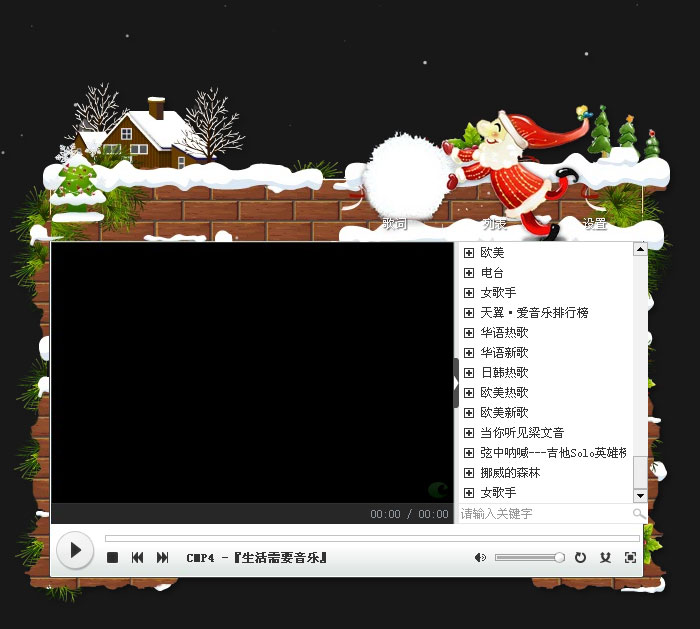 歌词 列表 设置
欧美
电台
女歌手
天翼·爱音乐排行榜
华语热歌
华语新歌
日韩热歌
欧美热歌
欧美新歌
当你听见梁文音
弦中呐喊---吉他Solo英雄榜
挪威的森林
女歌手
00:00 / 00:00
请输入关键字
CMP4 -『生活需要音乐』